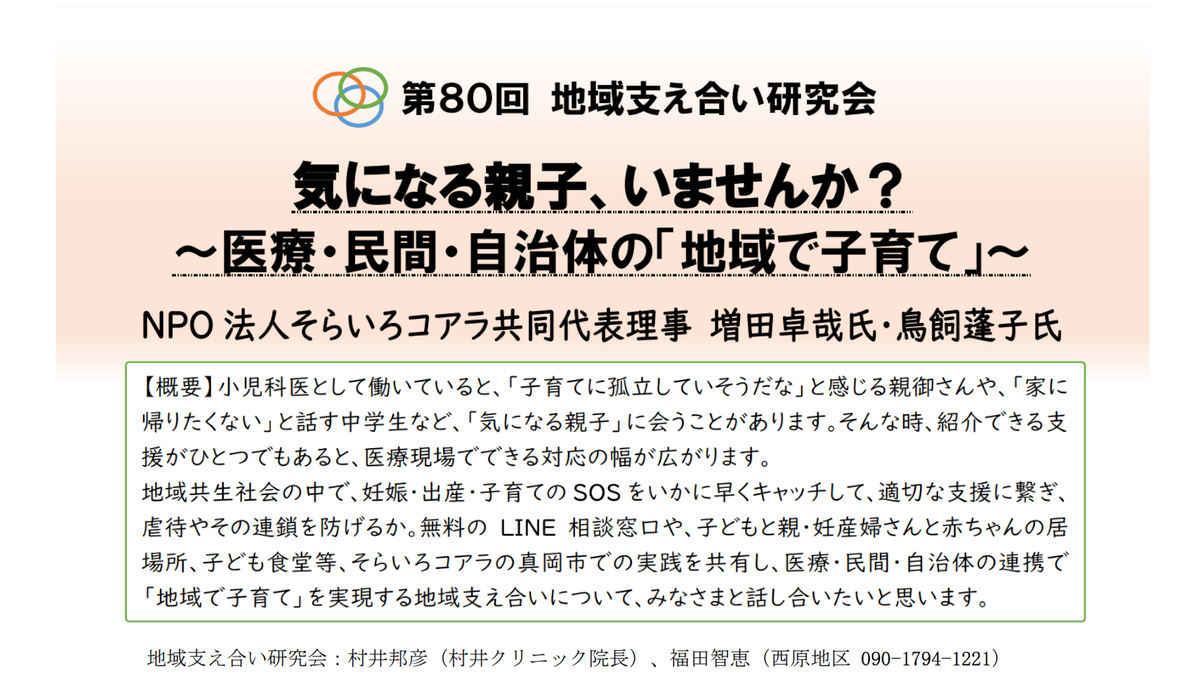 第80回 地域支え合い研究会
気になる親子、いませんか？
～医療・民間・自治体の「地域で子育て」～
NPO法人そらいろコアラ共同代表理事 増田卓哉氏・鳥飼蓬子氏
【概要】小児科医として働いていると、「子育てに孤立していそうだな」と感じる親御さんや、「家に
帰りたくない」と話す中学生など、「気になる親子」に会うことがあります。そんな時、紹介できる支
援がひとつでもあると、医療現場でできる対応の幅が広がります。
地域共生社会の中で、妊娠・出産・子育てのSOSをいかに早くキャッチして、適切な支援に繋ぎ、
虐待やその連鎖を防げるか。無料の LINE 相談窓口や、子どもと親・妊産婦さんと赤ちゃんの居
場所、子ども食堂等、そらいろコアラの真岡市での実践を共有し、医療・民間・自治体の連携で
「地域で子育て」を実現する地域支え合いについて、みなさまと話し合いたいと思います。
地域支え合い研究会：村井邦彦（村井クリニック院長）、福田智恵（西原地区 090-1794-1221）